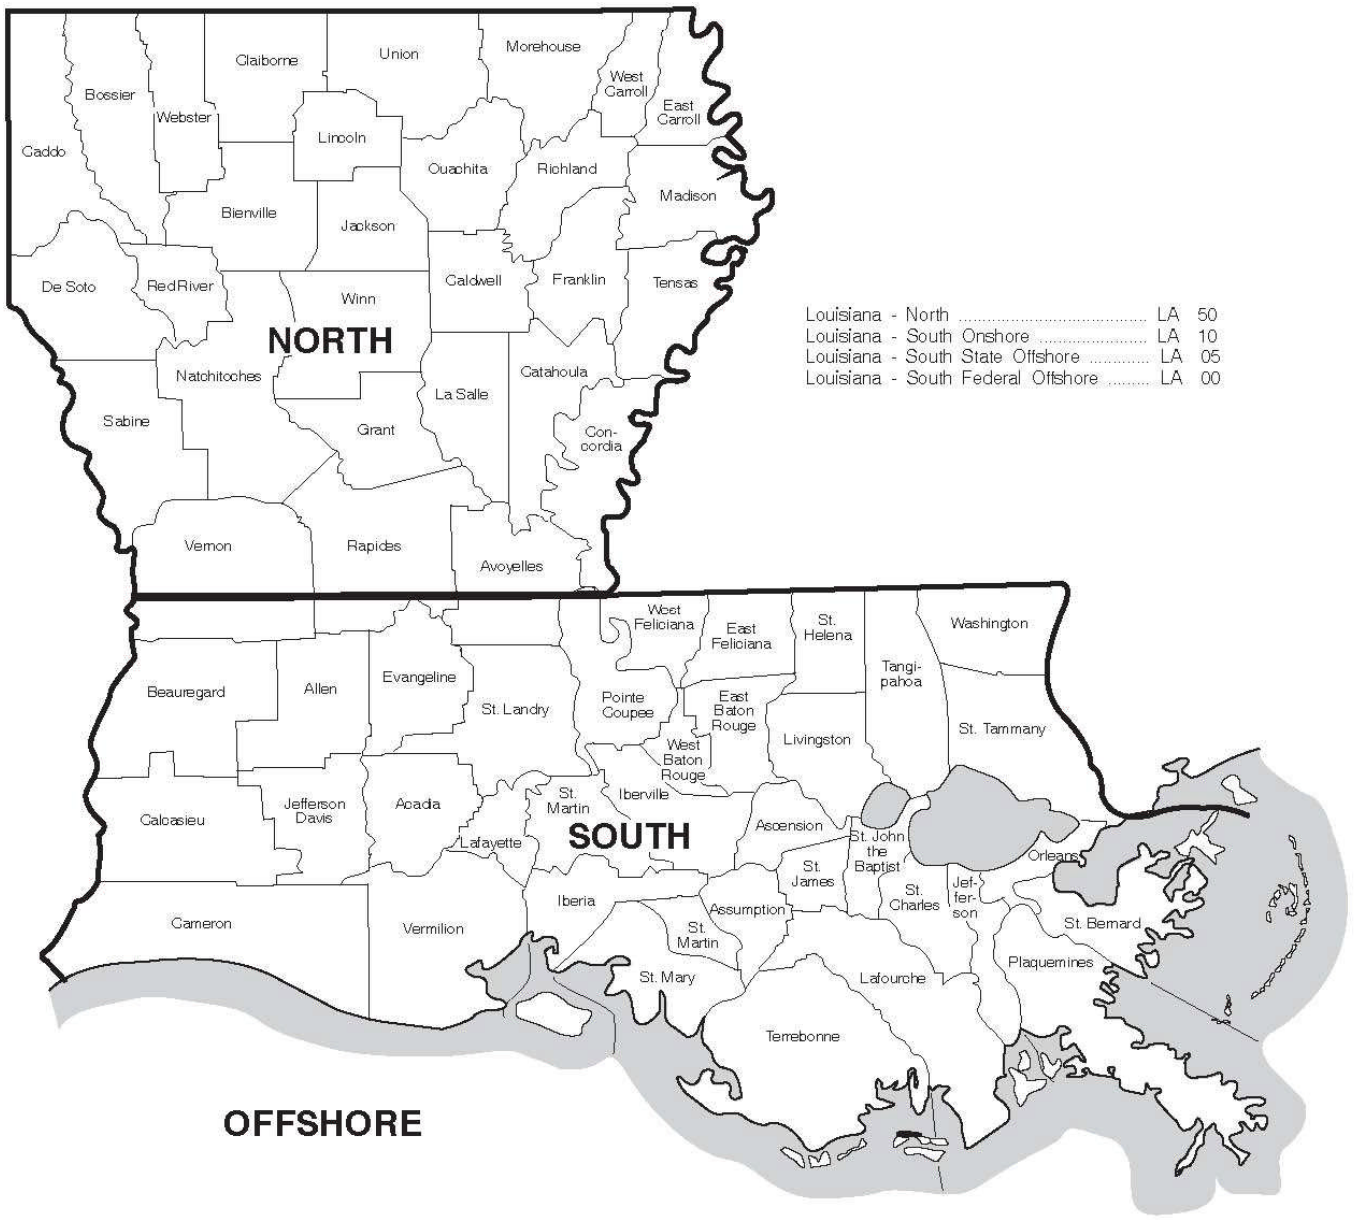 Claiborne
Union
Morehouse
Bossier
Webster
West
Carroll
East
Carroll
Caddo
Lincoln
Ouachita
Richland
Madison
Bienville
Jackson
De Soto
Red River
Winn
Caldwell
Franklin
Tensas
NORTH
Natchitoches
La Salle
Catahoula
Sabine
Grant
Con-
cordia
Vernon
Rapides
Avoyelles
Louisiana - North ..................................... LA 50
Louisiana - South Onshore ..................... LA 10
Louisiana - South State Offshore ............ LA 05
Louisiana - South Federal Offshore ........ LA 00
West
Feliciana
East
Feliciana
St.
Helena
Washington
Tangi-
pahoa
Beauregard
Allen
Evangeline
St. Landry
Pointe
Coupee
East
Baton
Rouge
Livingston
St. Tammany
West
Baton
Rouge
Calcasieu
Jefferson
Davis
Acadia
Lafayette
St.
Martin
Iberville
SOUTH
Ascension
St. John
the
Baptist
Orleans
St.
James
St.
Charles
Jef-
fer-
son
Cameron
Vermilion
Iberia
Assumption
St.
Martin
St. Bernard
St. Mary
Lafourche
Plaquemines
Terrebonne
OFFSHORE